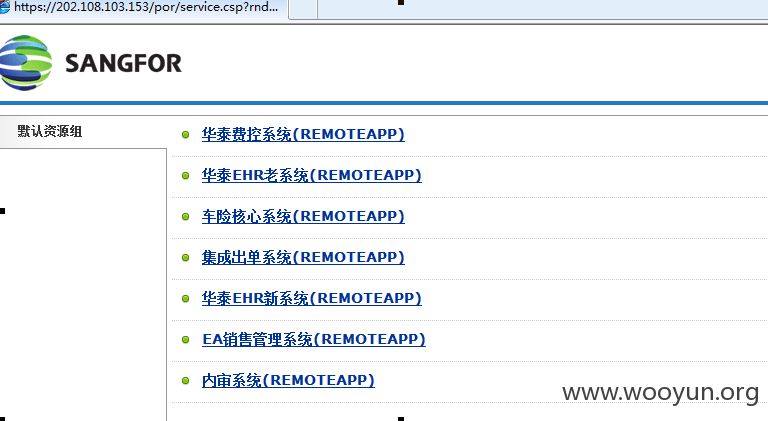 https://202.108.103.153/por/service.csp?rnd...
SANGFOR
默认资源组
华泰费控系统(REMOTEAPP)
华泰EHR老系统(REMOTEAPP)
车险核心系统(REMOTEAPP)
集成出单系统(REMOTEAPP)
华泰EHR新系统(REMOTEAPP)
EA销售管理系统(REMOTEAPP)
内审系统(REMOTEAPP)
www.wooyun.org